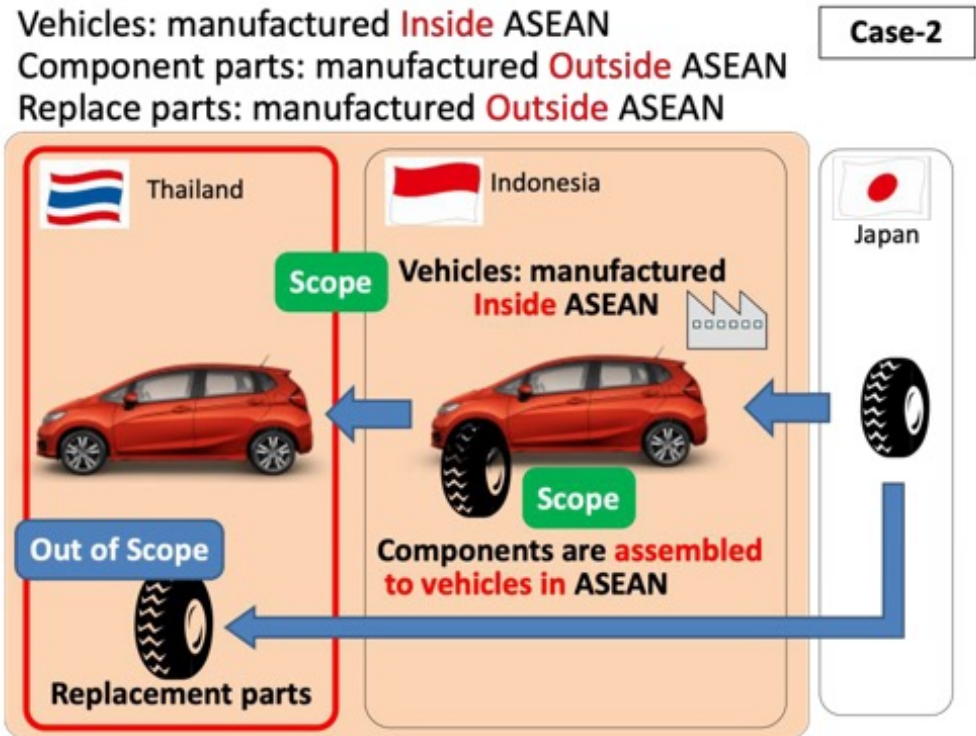 Vehicles: manufactured Inside ASEAN
Component parts: manufactured Outside ASEAN
Replace parts: manufactured Outside ASEAN
Case-2
Thailand
Indonesia
Japan
Scope
Vehicles: manufactured
Inside ASEAN
Scope
Components are assembled
to vehicles in ASEAN
Out of Scope
Replacement parts